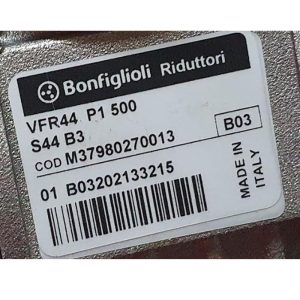 Bonfiglioli Riduttori
VFR44 P1 500
S44 B3
COD M37980270013
B03
01 B03202133215
MADE IN ITALY